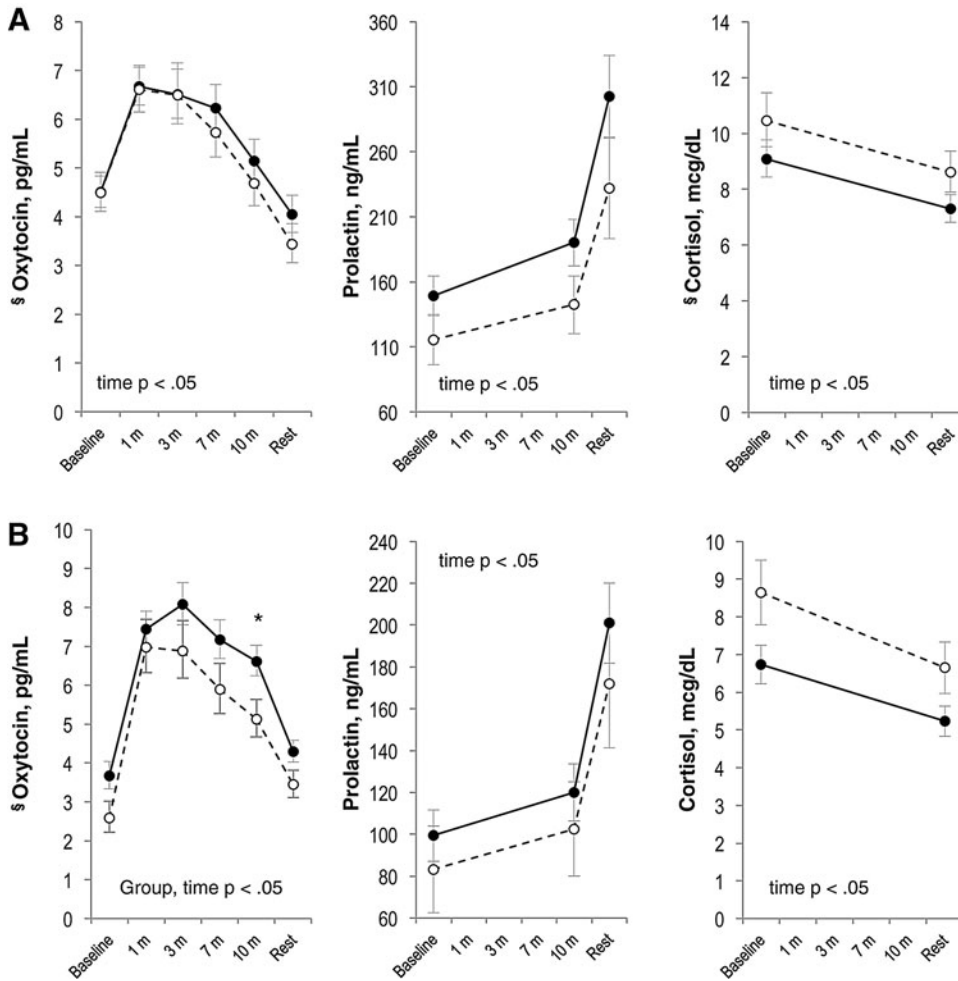 A
§ Oxytocin, pg/mL
8
7
6
5
4
3
2
1
0
time p < .05
Baseline
1 m
3 m
7 m
10 m
Rest
Prolactin, ng/mL
360
310
260
210
160
110
60
time p < .05
Baseline
1 m
3 m
7 m
10 m
Rest
§ Cortisol, mcg/dL
14
12
10
8
6
4
2
0
time p < .05
Baseline
1 m
3 m
7 m
10 m
Rest
B
§ Oxytocin, pg/mL
10
9
8
7
6
5
4
3
2
1
0
*
Group, time p < .05
Baseline
1 m
3 m
7 m
10 m
Rest
Prolactin, ng/mL
240
220
200
180
160
140
120
100
80
60
time p < .05
Baseline
1 m
3 m
7 m
10 m
Rest
Cortisol, mcg/dL
10
9
8
7
6
5
4
3
2
1
0
time p < .05
Baseline
1 m
3 m
7 m
10 m
Rest